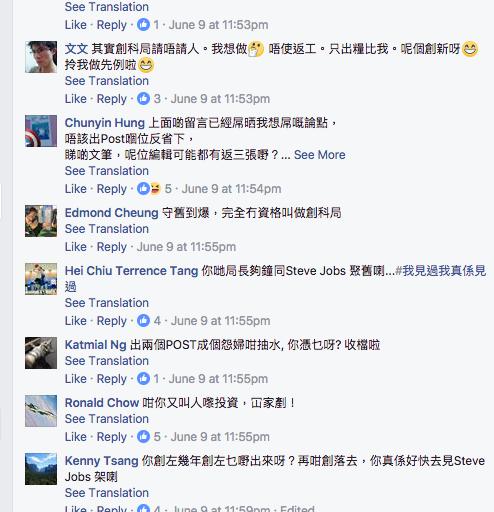 See Translation
Like · Reply · 1 · June 9 at 11:53pm
文文 其實創科局請唔請人。我想做🤔 唔使返工。只出糧比我。呢個創新呀😁
拎我做先例啦😁
See Translation
Like · Reply · 3 · June 9 at 11:53pm
Chunyin Hung 上面啲留言已經屌晒我想屌嘅論點，
唔該出Post嗰位反省下，
睇啲文筆，呢位編輯可能都有返三張嘢？... See More
See Translation
Like · Reply · 5 · June 9 at 11:54pm
Edmond Cheung 守舊到爆，完全冇資格叫做創科局
See Translation
Like · Reply · June 9 at 11:55pm
Hei Chiu Terrence Tang 你哋局長夠鐘同Steve Jobs 聚舊喇...#我見過我真係見
過
See Translation
Like · Reply · 4 · June 9 at 11:55pm
Katmial Ng 出兩個POST成個怨婦咁抽水, 你憑乜呀? 收檔啦
See Translation
Like · Reply · 1 · June 9 at 11:55pm
Ronald Chow 咁你又叫人嚟投資，冚家剷！
See Translation
Like · Reply · 5 · June 9 at 11:55pm
Kenny Tsang 你創左幾年創左乜嘢出來呀？再咁創落去，你真係好快去見Steve
Jobs 架喇
See Translation
Like · Reply · 4 · June 9 at 11:59pm · Edited